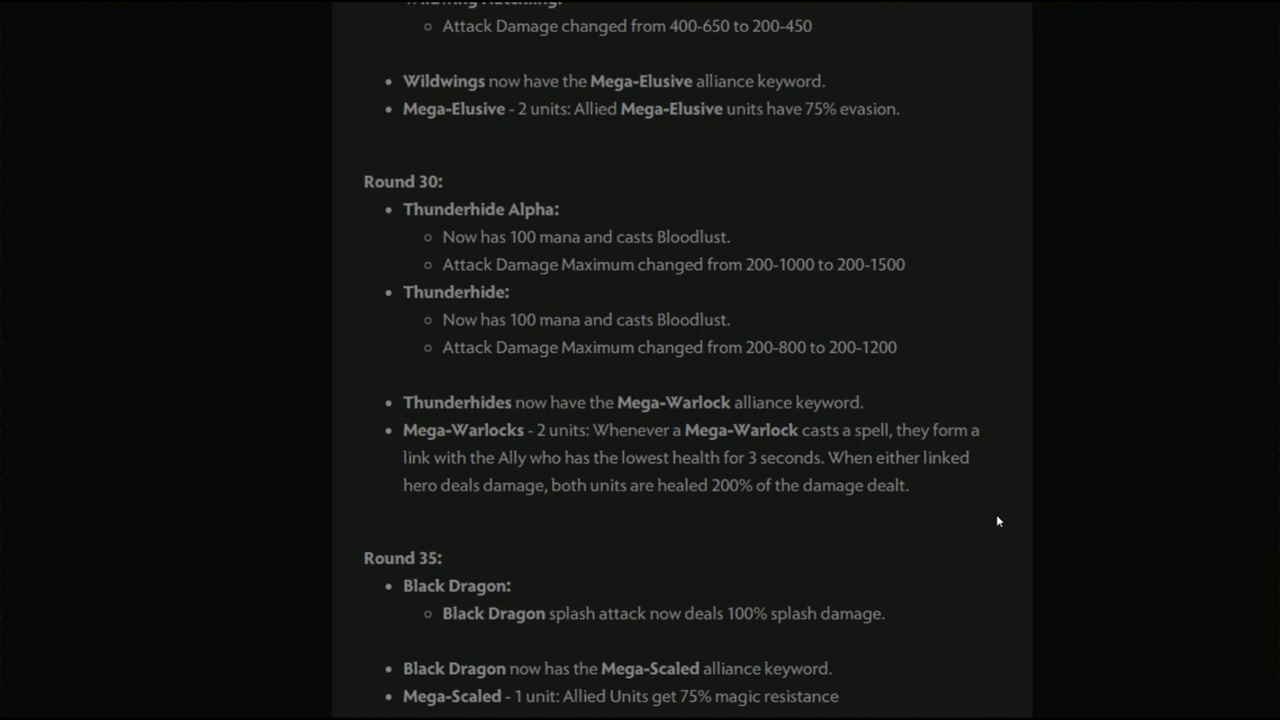 Wildwing Hatchling:
Attack Damage changed from 400-650 to 200-450
Wildwings now have the Mega-Elusive alliance keyword.
Mega-Elusive - 2 units: Allied Mega-Elusive units have 75% evasion.
Round 30:
Thunderhide Alpha:
Now has 100 mana and casts Bloodlust.
Attack Damage Maximum changed from 200-1000 to 200-1500
Thunderhide:
Now has 100 mana and casts Bloodlust.
Attack Damage Maximum changed from 200-800 to 200-1200
Thunderhides now have the Mega-Warlock alliance keyword.
Mega-Warlocks - 2 units: Whenever a Mega-Warlock casts a spell, they form a
link with the Ally who has the lowest health for 3 seconds. When either linked
hero deals damage, both units are healed 200% of the damage dealt.
Round 35:
Black Dragon:
Black Dragon splash attack now deals 100% splash damage.
Black Dragon now has the Mega-Scaled alliance keyword.
Mega-Scaled - 1 unit: Allied Units get 75% magic resistance